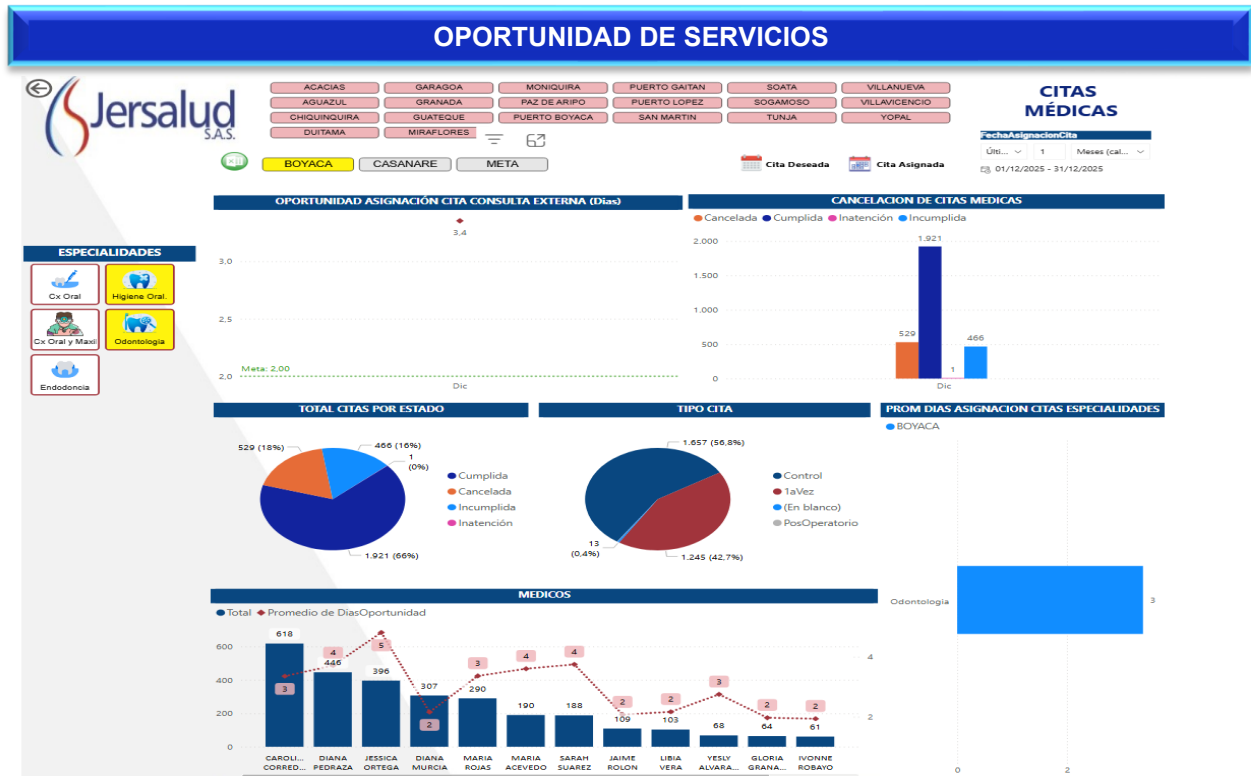 OPORTUNIDAD DE SERVICIOS
Jersalud
S.A.S.
ACACIAS GARAGOA MONIQUIRA PUERTO GAITAN SOATA VILLANUEVA
AGUAZUL GRANADA PAZ DE ARIPO PUERTO LOPEZ SOGAMOSO VILLAVICENCIO
CHIQUINQUIRA GUATEQUE PUERTO BOYACA SAN MARTIN TUNJA YOPAL
DUITAMA MIRAFLORES
BOYACA CASANARE META
Cita Deseada Cita Asignada
CITAS
MÉDICAS
FechaAsignacionCita
Últi... 1 Meses (cal...
01/12/2025 - 31/12/2025
ESPECIALIDADES
Cx Oral Higiene Oral.
Cx Oral y Maxil Odontologia
Endodoncia
OPORTUNIDAD ASIGNACIÓN CITA CONSULTA EXTERNA (Dias)
3,4
3,0
2,5
Meta: 2,00
2,0
Dic
CANCELACION DE CITAS MEDICAS
Cancelada Cumplida Inatención Incumplida
2.000
1.921
1.500
1.000
529
500
466
1
0
Dic
TOTAL CITAS POR ESTADO
529 (18%)
466 (16%)
1
(0%)
1.921 (66%)
Cumplida
Cancelada
Incumplida
Inatención
TIPO CITA
1.657 (56,8%)
13
(0,4%)
1.245 (42,7%)
Control
1aVez
(En blanco)
PosOperatorio
PROM DIAS ASIGNACION CITAS ESPECIALIDADES
BOYACA
Odontologia
3
0 2
MEDICOS
Total Promedio de DiasOportunidad
600
400
200
0
618 446 396 307 290 190 188 109 103 68 64 61
3 4 5 2 3 4 4 2 2 3 2 2
4
2
CAROLI... DIANA JESSICA DIANA MARIA MARIA SARAH JAIME LIBIA YESLY GLORIA IVONNE
CORRED... PEDRAZA ORTEGA MURCIA ROJAS ACEVEDO SUAREZ ROLON VERA ALVARA... GRANA... ROBAYO